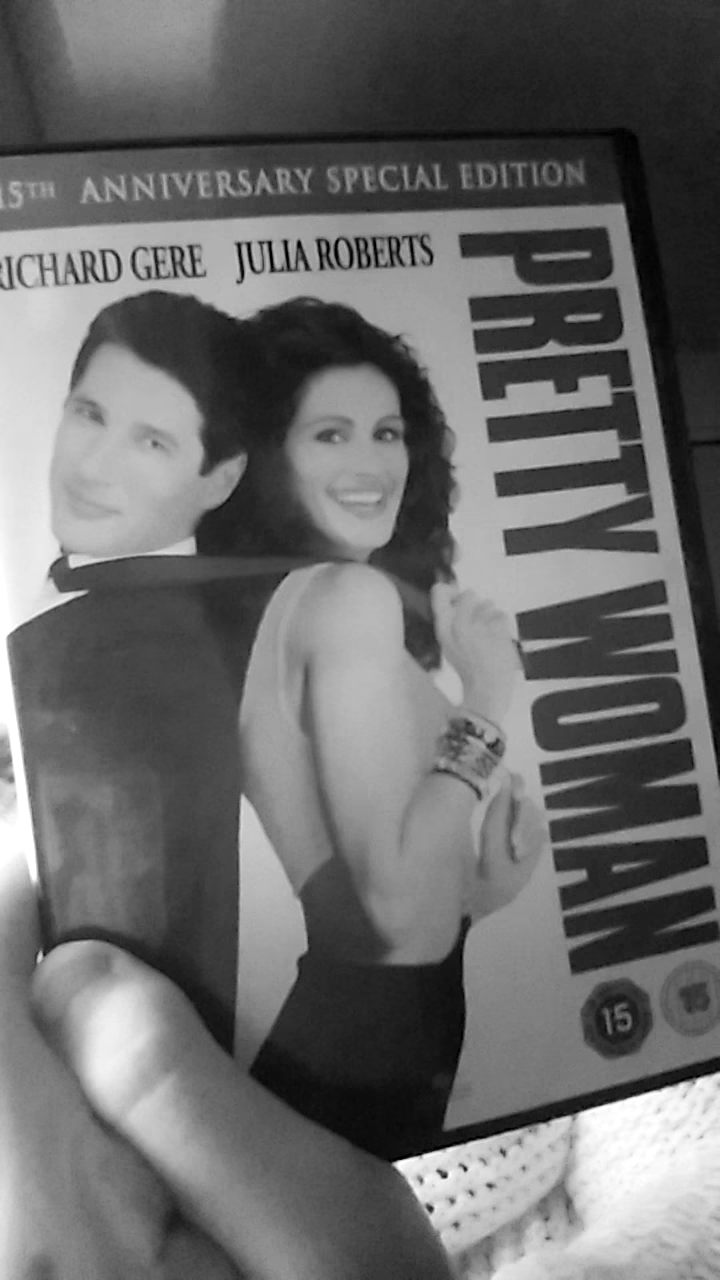 15TH ANNIVERSARY SPECIAL EDITION
RICHARD GERE JULIA ROBERTS
PRETTY WOMAN
15
15